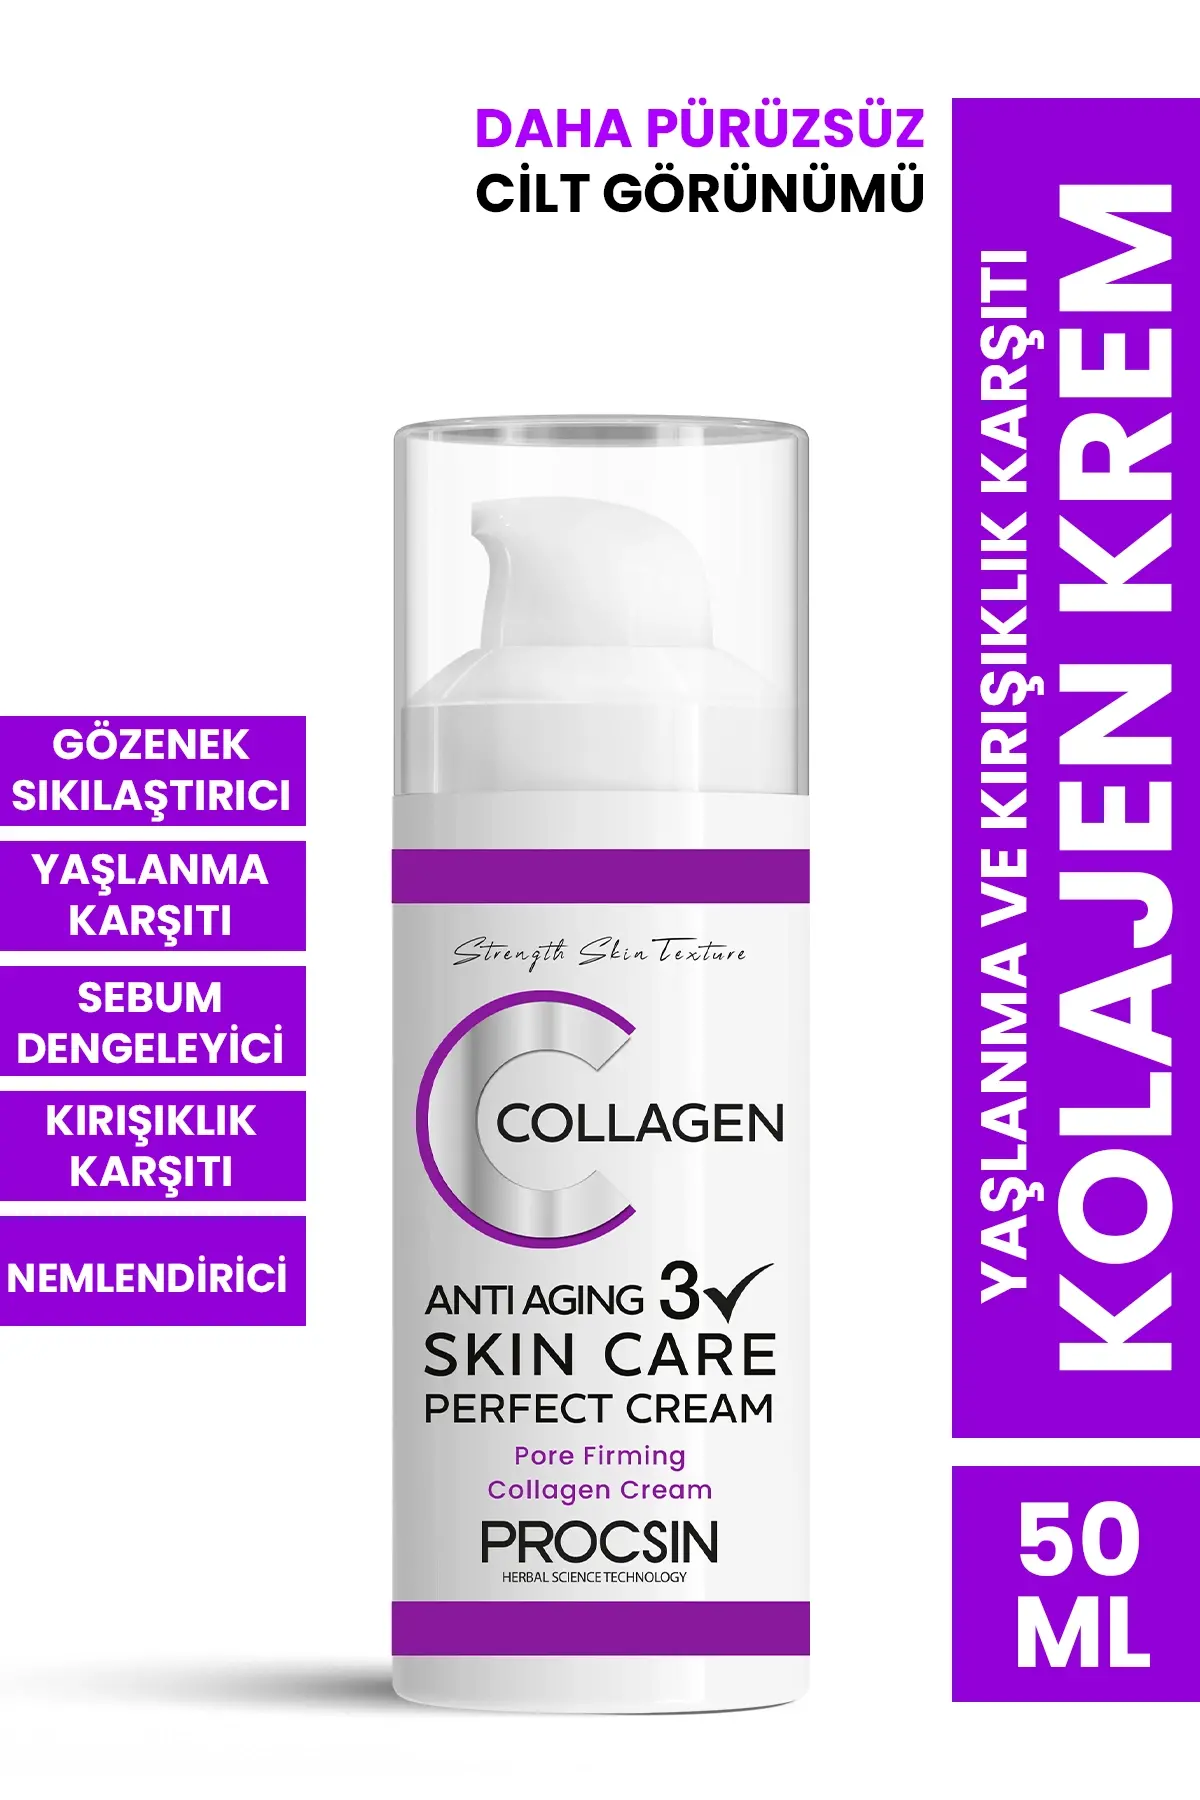 DAHA PÜRÜZSÜZ
CİLT GÖRÜNÜMÜ
YAŞLANMA VE KIRIŞIKLIK KARŞITI
KOLAJEN KREM
50
ML
GÖZENEK
SIKILAŞTIRICI
YAŞLANMA
KARŞITI
SEBUM
DENGELEYİCİ
KIRIŞIKLIK
KARŞITI
NEMLENDİRİCİ
Strength Skin Texture
C
COLLAGEN
ANTI AGING 3✓
SKIN CARE
PERFECT CREAM
Pore Firming
Collagen Cream
PROCSIN
HERBAL SCIENCE TECHNOLOGY